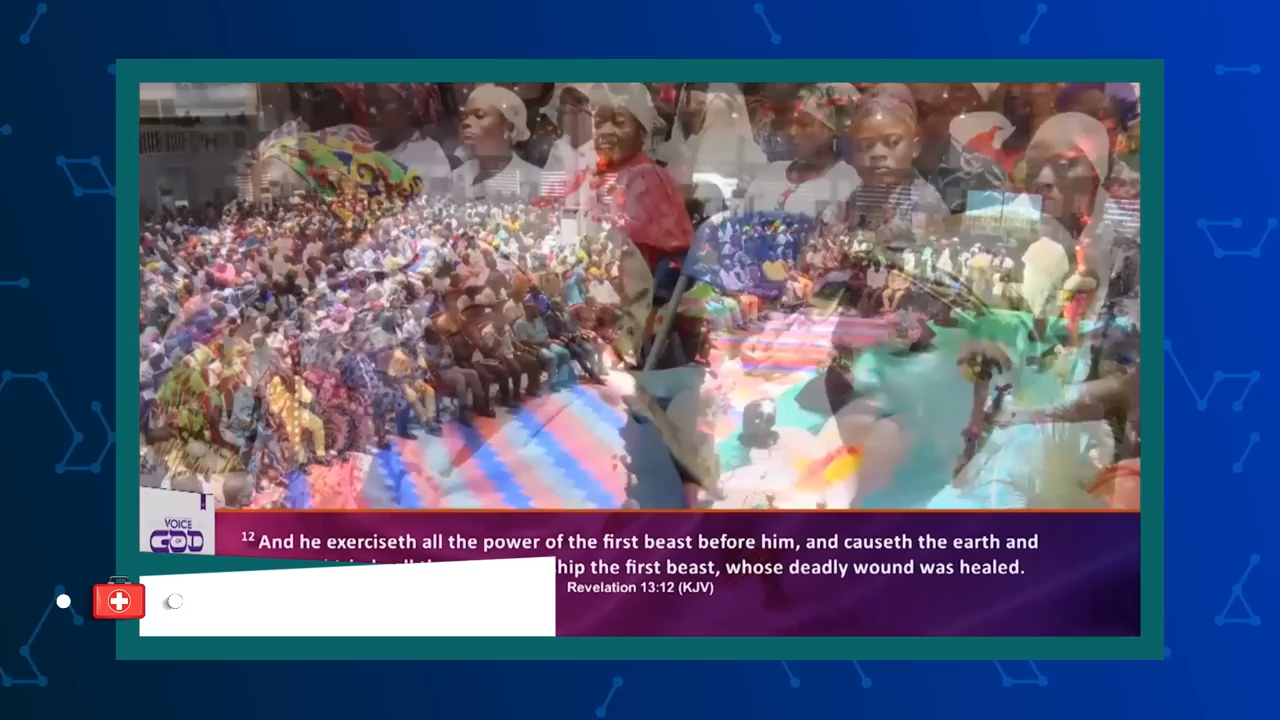 VOICE
OF
GOD
12 And he exerciseth all the power of the first beast before him, and causeth the earth and
the first beast, whose deadly wound was healed.
Revelation 13:12 (KJV)